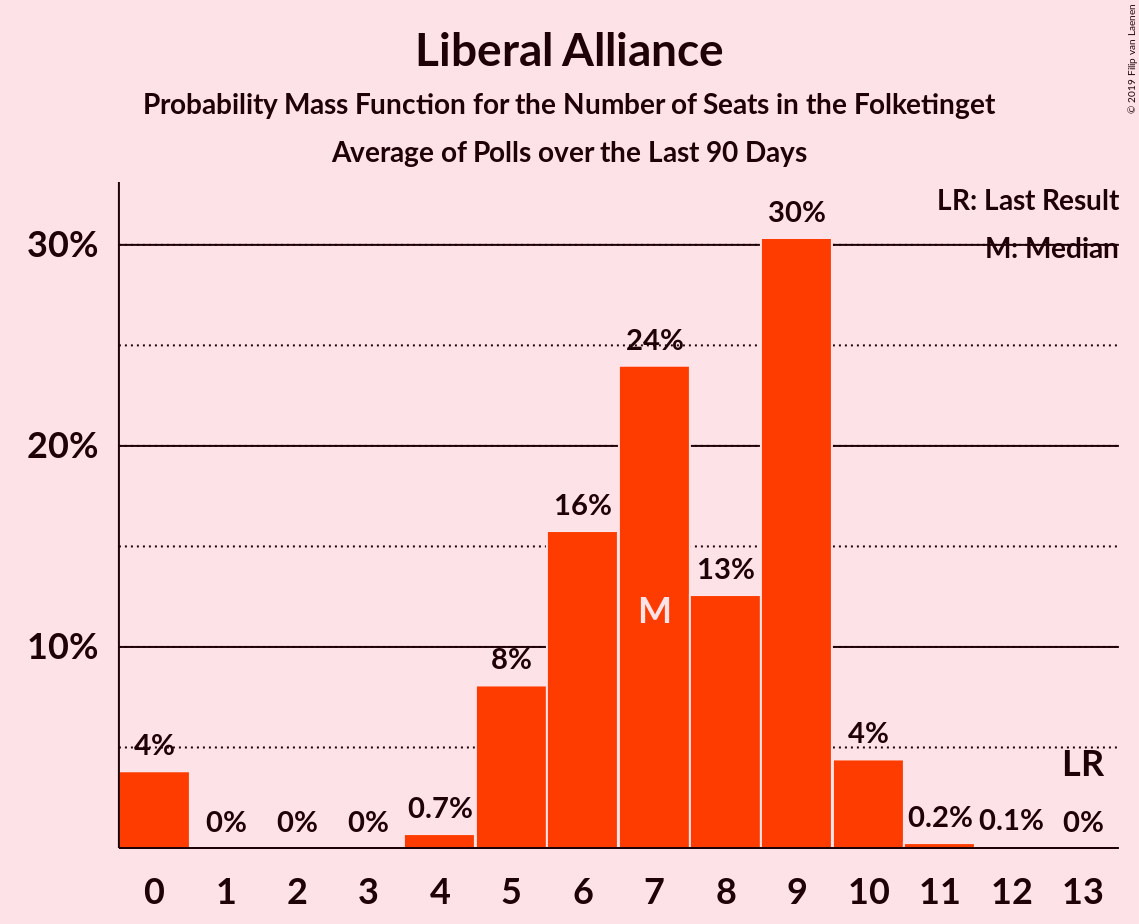 Liberal Alliance
Probability Mass Function for the Number of Seats in the Folketinget
Average of Polls over the Last 90 Days
© 2019 Filip van Laenen
LR: Last Result
M: Median
30%
20%
10%
4%
0%
0%
0%
0.7%
8%
16%
24%
13%
30%
4%
0.2%
0.1%
0%
M
LR
0 1 2 3 4 5 6 7 8 9 10 11 12 13